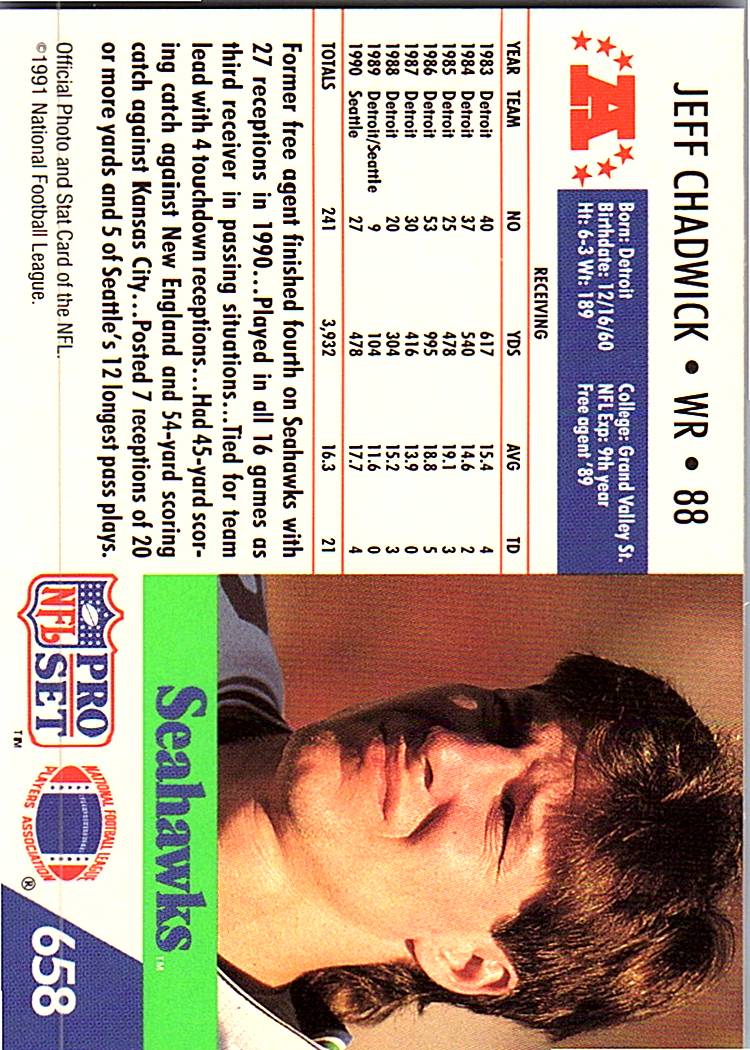 JEFF CHADWICK • WR • 88
A
Born: Detroit College: Grand Valley St.
Birthdate: 12/16/60 NFL Exp: 9th year
Ht: 6-3 Wt: 189 Free agent '89
RECEIVING
YEAR TEAM NO YDS AVG TD
1983 Detroit 40 617 15.4 4
1984 Detroit 37 540 14.6 2
1985 Detroit 25 478 19.1 3
1986 Detroit 53 995 18.8 5
1987 Detroit 30 416 13.9 0
1988 Detroit 20 304 15.2 3
1989 Detroit/Seattle 9 104 11.6 0
1990 Seattle 27 478 17.7 4
TOTALS 241 3,932 16.3 21
Former free agent finished fourth on Seahawks with
27 receptions in 1990...Played in all 16 games as
third receiver in passing situations...Tied for team
lead with 4 touchdown receptions...Had 45-yard scor-
ing catch against New England and 54-yard scoring
catch against Kansas City...Posted 7 receptions of 20
or more yards and 5 of Seattle's 12 longest pass plays.
Official Photo and Stat Card of the NFL.
©1991 National Football League.
Seahawks™
NFL PRO SET™
NATIONAL FOOTBALL LEAGUE
PLAYERS ASSOCIATION®
658